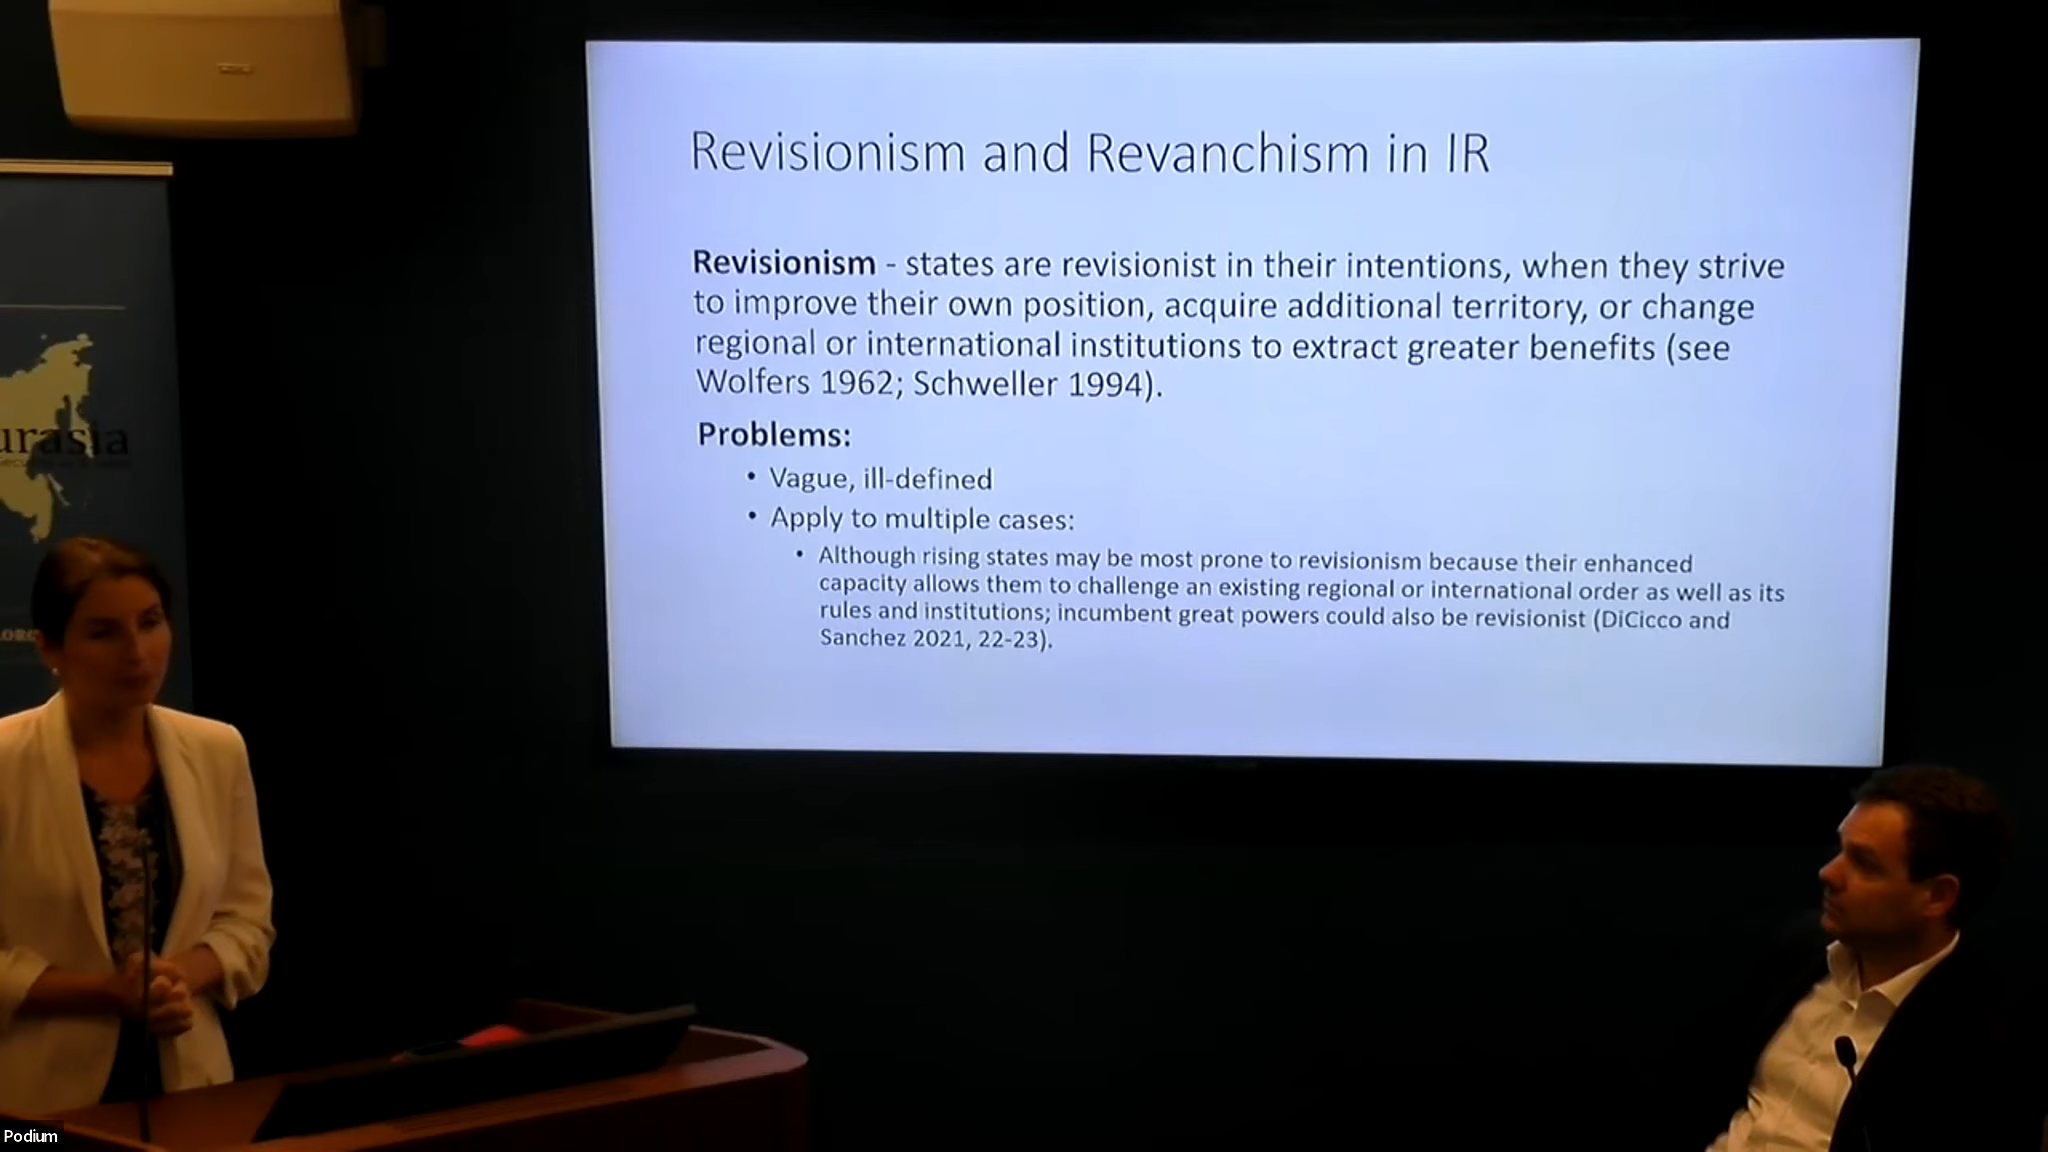 Revisionism and Revanchism in IR
Revisionism - states are revisionist in their intentions, when they strive
to improve their own position, acquire additional territory, or change
regional or international institutions to extract greater benefits (see
Wolfers 1962; Schweller 1994).
Problems:
• Vague, ill-defined
• Apply to multiple cases:
• Although rising states may be most prone to revisionism because their enhanced
capacity allows them to challenge an existing regional or international order as well as its
rules and institutions; incumbent great powers could also be revisionist (DiCicco and
Sanchez 2021, 22-23).
urasia
Podium